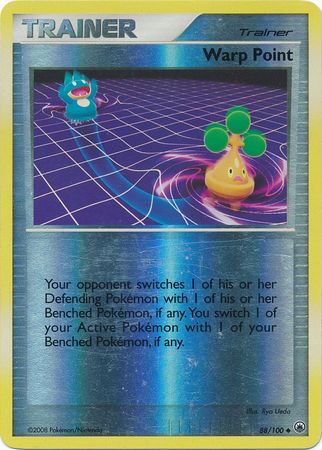 TRAINER
Trainer
Warp Point
Your opponent switches 1 of his or her
Defending Pokémon with 1 of his or her
Benched Pokémon, if any. You switch 1 of
your Active Pokémon with 1 of your
Benched Pokémon, if any.
Illus. Ryo Ueda
©2008 Pokémon/Nintendo
88/100 ◆